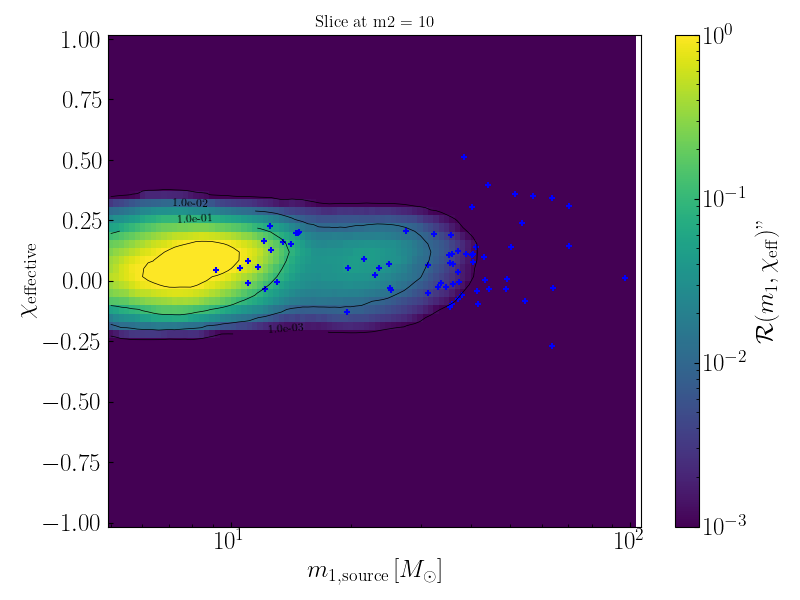 Slice at m2 = 10
1.00
0.75
0.50
0.25
0.00
−0.25
−0.50
−0.75
−1.00
χeffective
1.0e-02
1.0e-01
1.0e-03
10¹
10²
m₁,source [M⊙]
10⁰
10⁻¹
10⁻²
10⁻³
ℛ(m₁, χeff)”